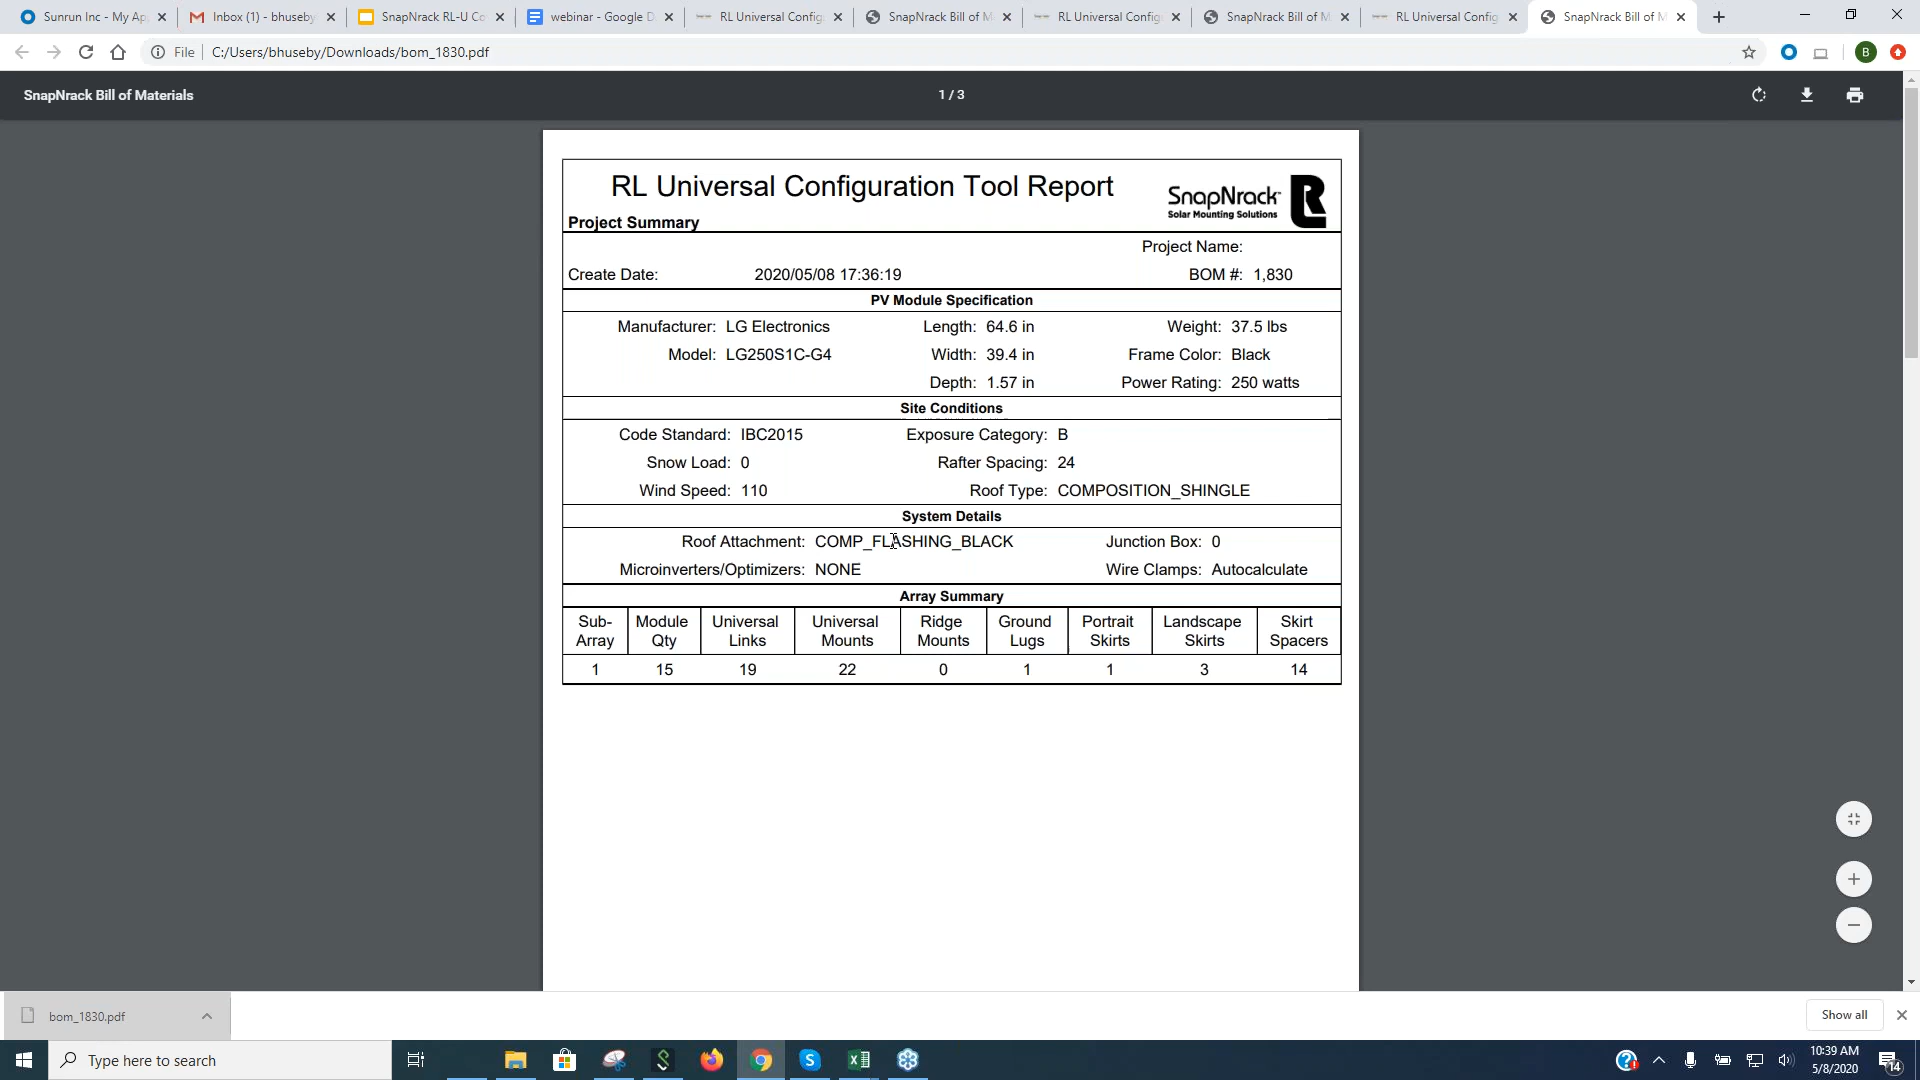 Sunrun Inc - My Ap
Inbox (1) - bhuseby
SnapNrack RL-U Co
webinar - Google D
RL Universal Config
SnapNrack Bill of M
RL Universal Config
SnapNrack Bill of M
RL Universal Config
SnapNrack Bill of M
File
C:/Users/bhuseby/Downloads/bom_1830.pdf
B
SnapNrack Bill of Materials
1 / 3
RL Universal Configuration Tool Report
SnapNrack
Solar Mounting Solutions
Project Summary
Project Name:
Create Date: 2020/05/08 17:36:19 BOM #: 1,830
PV Module Specification
Manufacturer: LG Electronics Length: 64.6 in Weight: 37.5 lbs
Model: LG250S1C-G4 Width: 39.4 in Frame Color: Black
Depth: 1.57 in Power Rating: 250 watts
Site Conditions
Code Standard: IBC2015 Exposure Category: B
Snow Load: 0 Rafter Spacing: 24
Wind Speed: 110 Roof Type: COMPOSITION_SHINGLE
System Details
Roof Attachment: COMP_FLASHING_BLACK Junction Box: 0
Microinverters/Optimizers: NONE Wire Clamps: Autocalculate
Array Summary
Sub- Module Universal Universal Ridge Ground Portrait Landscape Skirt
Array Qty Links Mounts Mounts Lugs Skirts Skirts Spacers
1 15 19 22 0 1 1 3 14
bom_1830.pdf
Show all
Type here to search
10:39 AM
5/8/2020
14